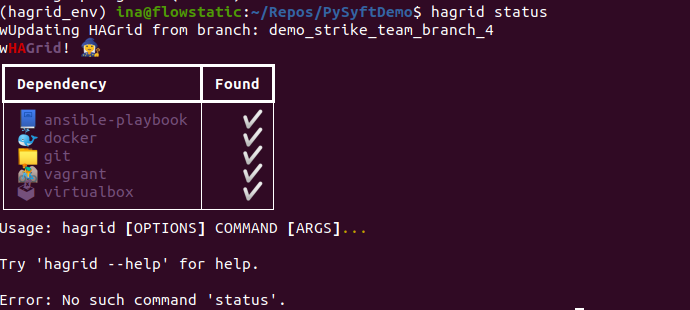 (hagrid_env) ina@flowstatic:~/Repos/PySyftDemo$ hagrid status
wUpdating HAGrid from branch: demo_strike_team_branch_4
wHAGrid! 🧙
Dependency Found
📘 ansible-playbook ✔
🐳 docker ✔
📁 git ✔
⛵ vagrant ✔
📦 virtualbox ✔
Usage: hagrid [OPTIONS] COMMAND [ARGS]...
Try 'hagrid --help' for help.
Error: No such command 'status'.